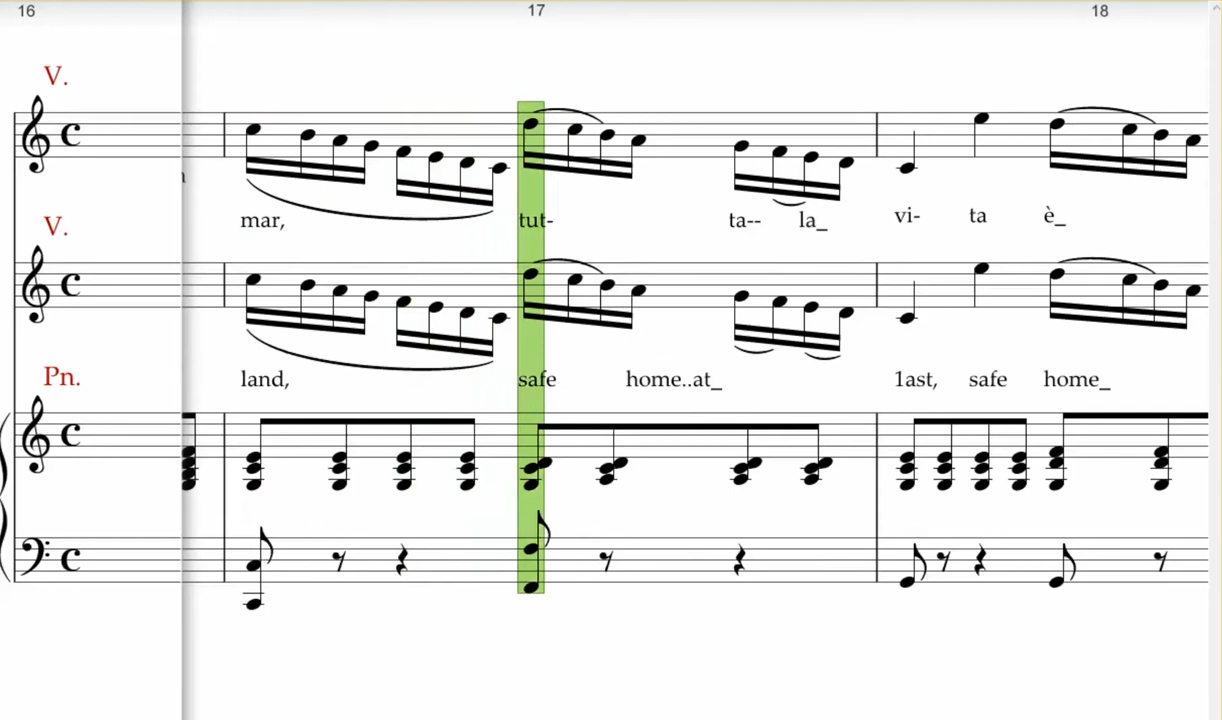 16 17 18
V.
mar, tut- ta-- la_ vi- ta è_
V.
land, safe home..at_ 1ast, safe home_
Pn.